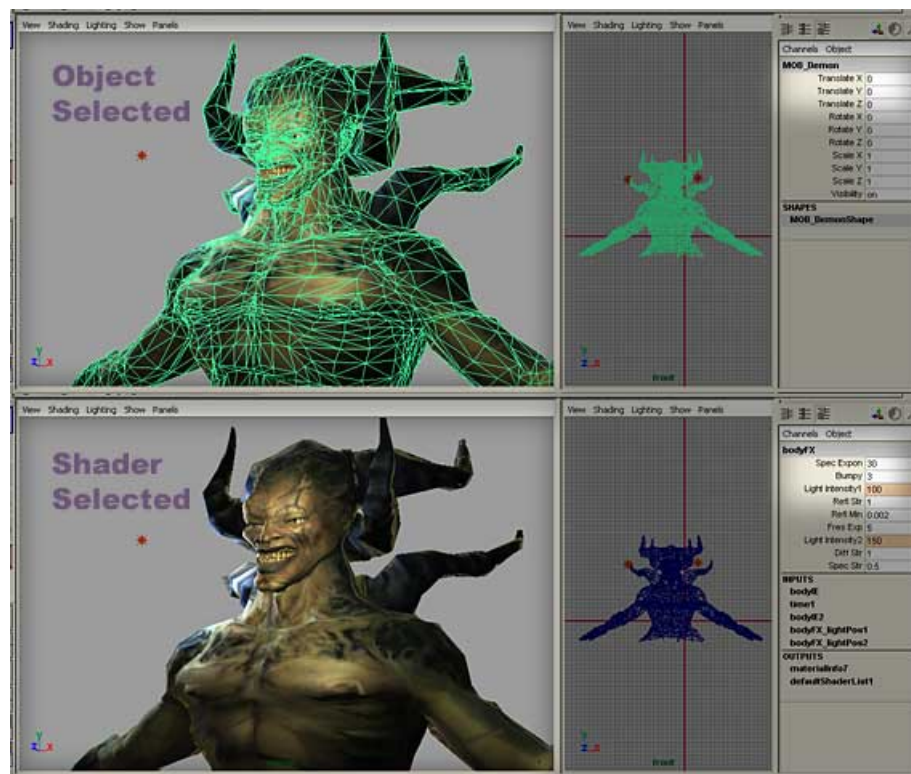 View Shading Lighting Show Panels
Object
Selected
View Shading Lighting Show Panels
front
Channels Object
MOB_Demon
Translate X 0
Translate Y 0
Translate Z 0
Rotate X 0
Rotate Y 0
Rotate Z 0
Scale X 1
Scale Y 1
Scale Z 1
Visibility on
SHAPES
MOB_DemonShape
y
z x
View Shading Lighting Show Panels
Shader
Selected
View Shading Lighting Show Panels
front
Channels Object
bodyFX
Spec Expon 30
Bumpy 3
Light Intensity1 100
Refl Str 1
Refl Min 0.002
Fres Exp 5
Light Intensity2 150
Diff Str 1
Spec Str 0.5
INPUTS
time1
bodyFX_lightPos1
bodyFX_lightPos2
OUTPUTS
materialInfo7
defaultShaderList1
y
z x